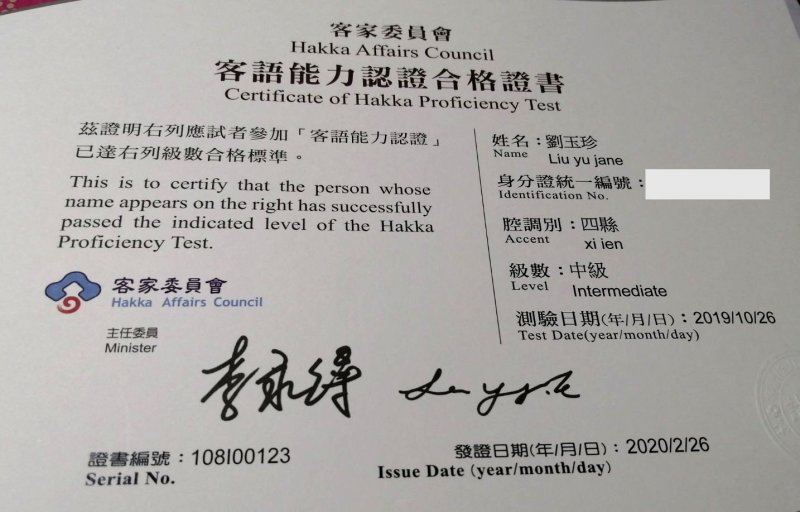 客家委員會
Hakka Affairs Council
客語能力認證合格證書
Certificate of Hakka Proficiency Test
茲證明右列應試者參加「客語能力認證」
已達右列級數合格標準。
This is to certify that the person whose
name appears on the right has successfully
passed the indicated level of the Hakka
Proficiency Test.
客家委員會
Hakka Affairs Council
主任委員
Minister
李永得
姓名：劉玉珍
Name Liu yu jane
身分證統一編號：
Identification No.
腔調別：四縣
Accent xi ien
級數：中級
Level Intermediate
測驗日期(年/月/日)：2019/10/26
Test Date(year/month/day)
證書編號：108I00123
Serial No.
發證日期(年/月/日)：2020/2/26
Issue Date (year/month/day)